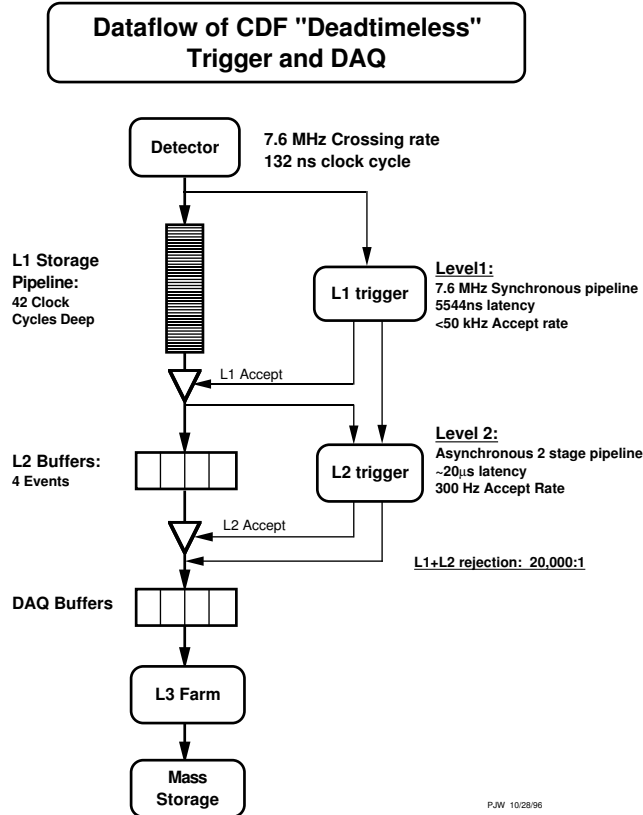 Dataflow of CDF "Deadtimeless"
Trigger and DAQ
Detector
7.6 MHz Crossing rate
132 ns clock cycle
L1 Storage
Pipeline:
42 Clock
Cycles Deep
L1 trigger
Level1:
7.6 MHz Synchronous pipeline
5544ns latency
<50 kHz Accept rate
L1 Accept
L2 Buffers:
4 Events
L2 trigger
Level 2:
Asynchronous 2 stage pipeline
~20μs latency
300 Hz Accept Rate
L2 Accept
L1+L2 rejection: 20,000:1
DAQ Buffers
L3 Farm
Mass
Storage
PJW 10/28/96